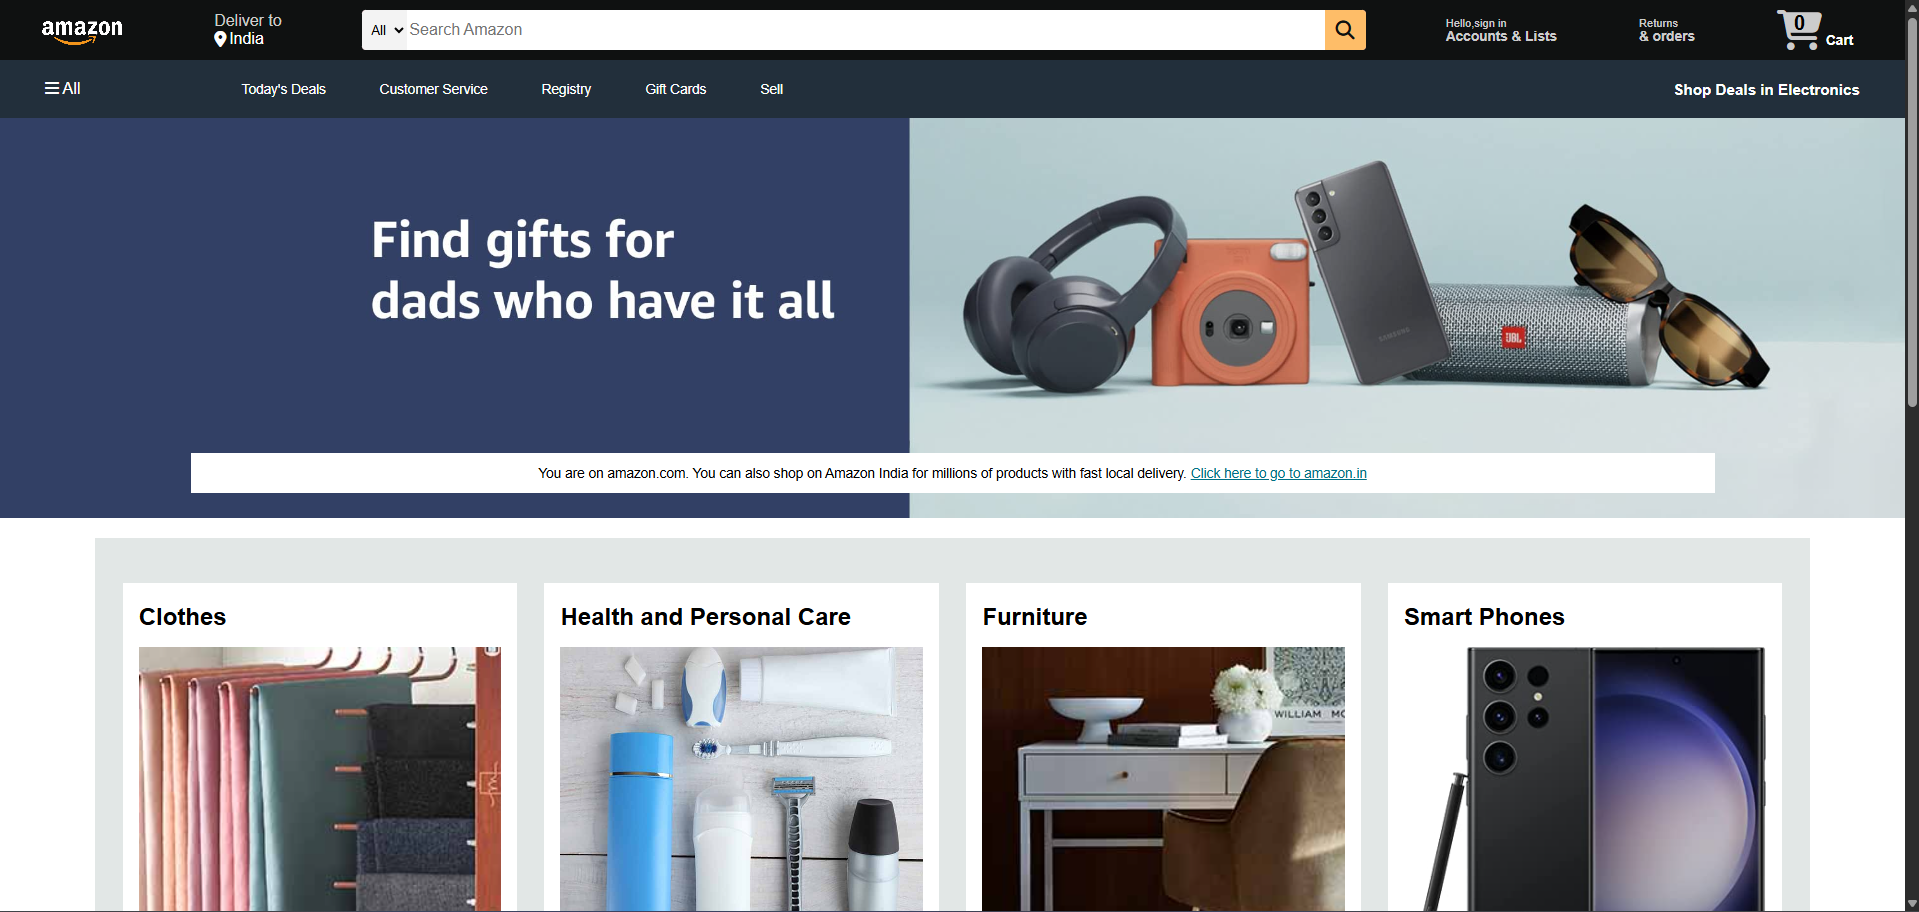 amazon
Deliver to
India
All
Search Amazon
Hello,sign in
Accounts & Lists
Returns
& orders
0
Cart
All
Today's Deals
Customer Service
Registry
Gift Cards
Sell
Shop Deals in Electronics
Find gifts for
dads who have it all
SAMSUNG
JBL
You are on amazon.com. You can also shop on Amazon India for millions of products with fast local delivery. Click here to go to amazon.in
Clothes
Health and Personal Care
Furniture
Smart Phones
WILLIAM MO